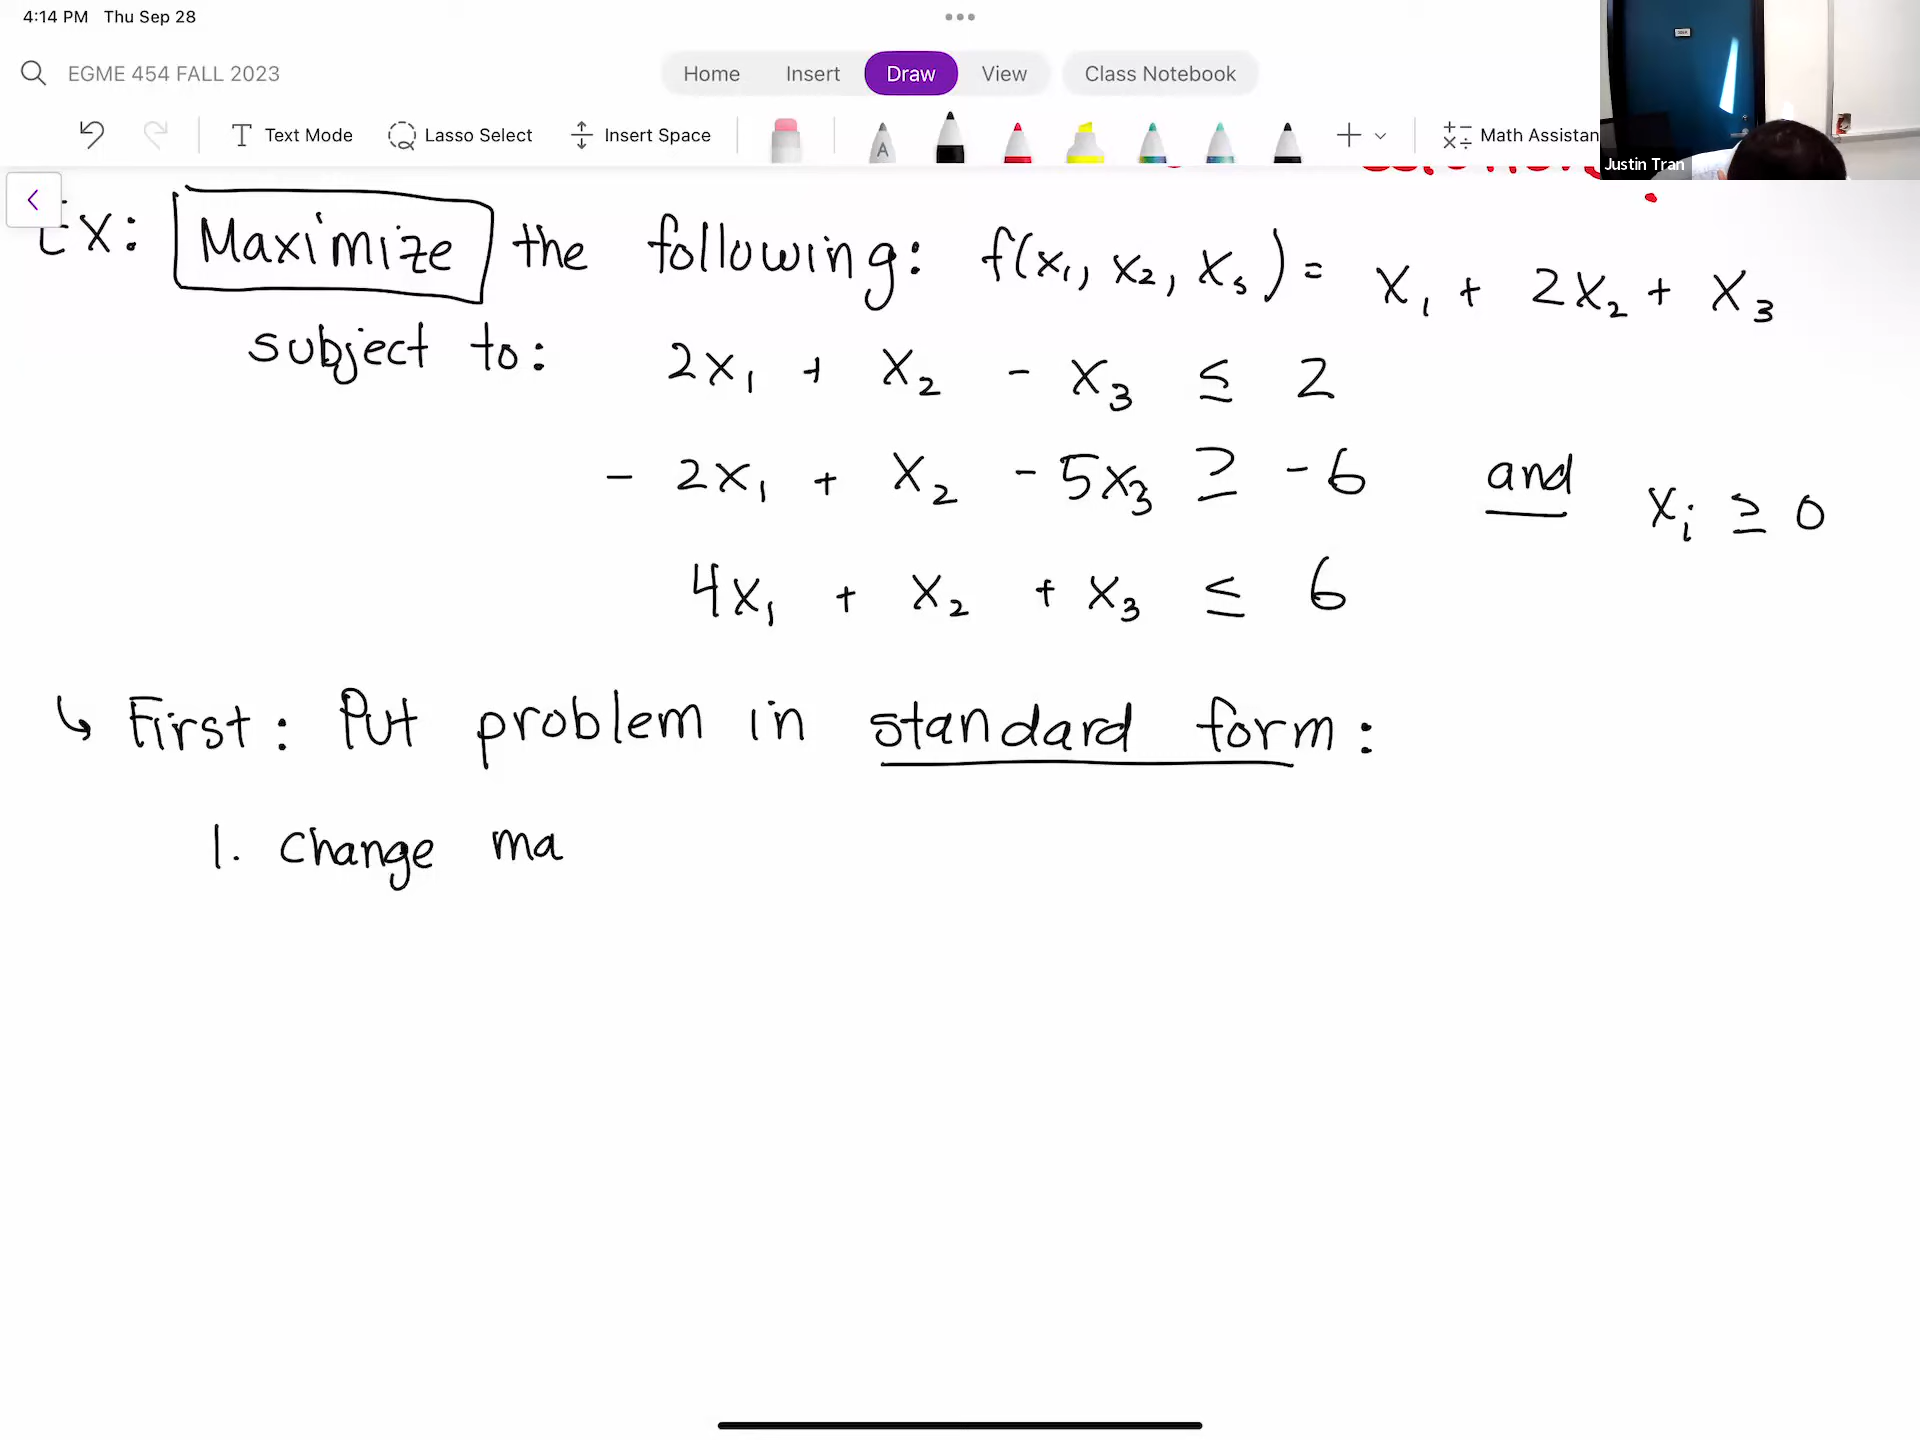 4:14 PM Thu Sep 28
EGME 454 FALL 2023
Home Insert Draw View Class Notebook
Text Mode Lasso Select Insert Space A Math Assistan
Justin Tran
Ex: Maximize the following: f(x₁, x₂, x₃) = x₁ + 2x₂ + x₃
subject to: 2x₁ + x₂ - x₃ ≤ 2
- 2x₁ + x₂ - 5x₃ ≥ -6 and xᵢ ≥ 0
4x₁ + x₂ + x₃ ≤ 6
↳ First: Put problem in standard form:
1. Change ma